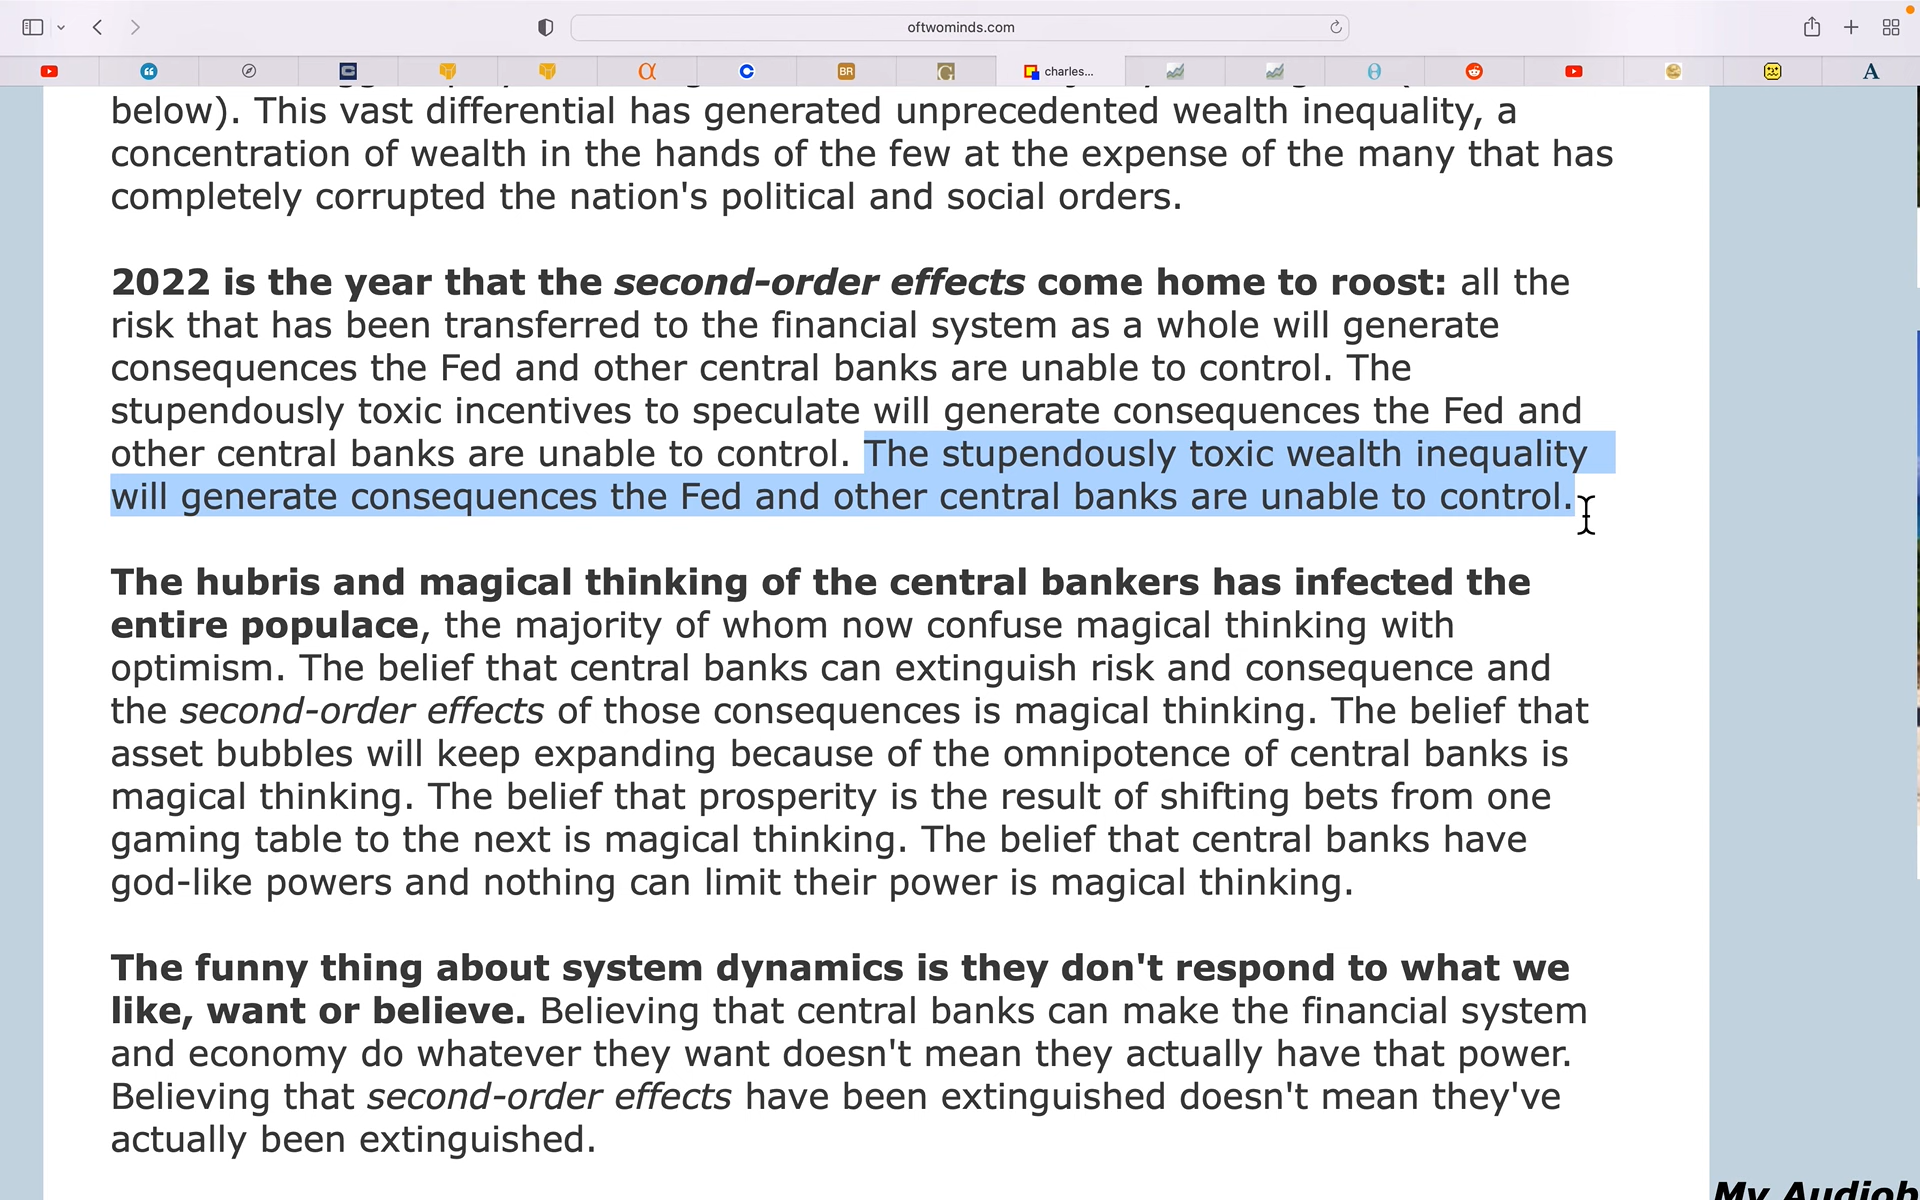 oftwominds.com
BR
G
charles...
A
below). This vast differential has generated unprecedented wealth inequality, a
concentration of wealth in the hands of the few at the expense of the many that has
completely corrupted the nation's political and social orders.
2022 is the year that the second-order effects come home to roost: all the
risk that has been transferred to the financial system as a whole will generate
consequences the Fed and other central banks are unable to control. The
stupendously toxic incentives to speculate will generate consequences the Fed and
other central banks are unable to control. The stupendously toxic wealth inequality
will generate consequences the Fed and other central banks are unable to control.
The hubris and magical thinking of the central bankers has infected the
entire populace, the majority of whom now confuse magical thinking with
optimism. The belief that central banks can extinguish risk and consequence and
the second-order effects of those consequences is magical thinking. The belief that
asset bubbles will keep expanding because of the omnipotence of central banks is
magical thinking. The belief that prosperity is the result of shifting bets from one
gaming table to the next is magical thinking. The belief that central banks have
god-like powers and nothing can limit their power is magical thinking.
The funny thing about system dynamics is they don't respond to what we
like, want or believe. Believing that central banks can make the financial system
and economy do whatever they want doesn't mean they actually have that power.
Believing that second-order effects have been extinguished doesn't mean they've
actually been extinguished.
My Audiob